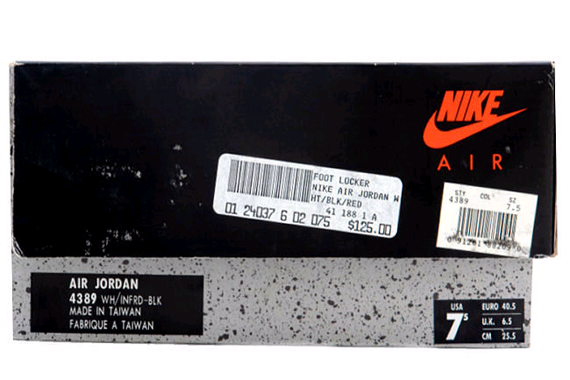 NIKE
AIR
FOOT LOCKER
NIKE AIR JORDAN W
HT/BLK/RED
41 188 1 A
01 24037 6 02 075 $125.00
STY COL SZ
4389 7.5
AIR JORDAN
4389 WH/INFRD-BLK
MADE IN TAIWAN
FABRIQUE A TAIWAN
USA
7⁵
EURO 40.5
U.K. 6.5
CM 25.5